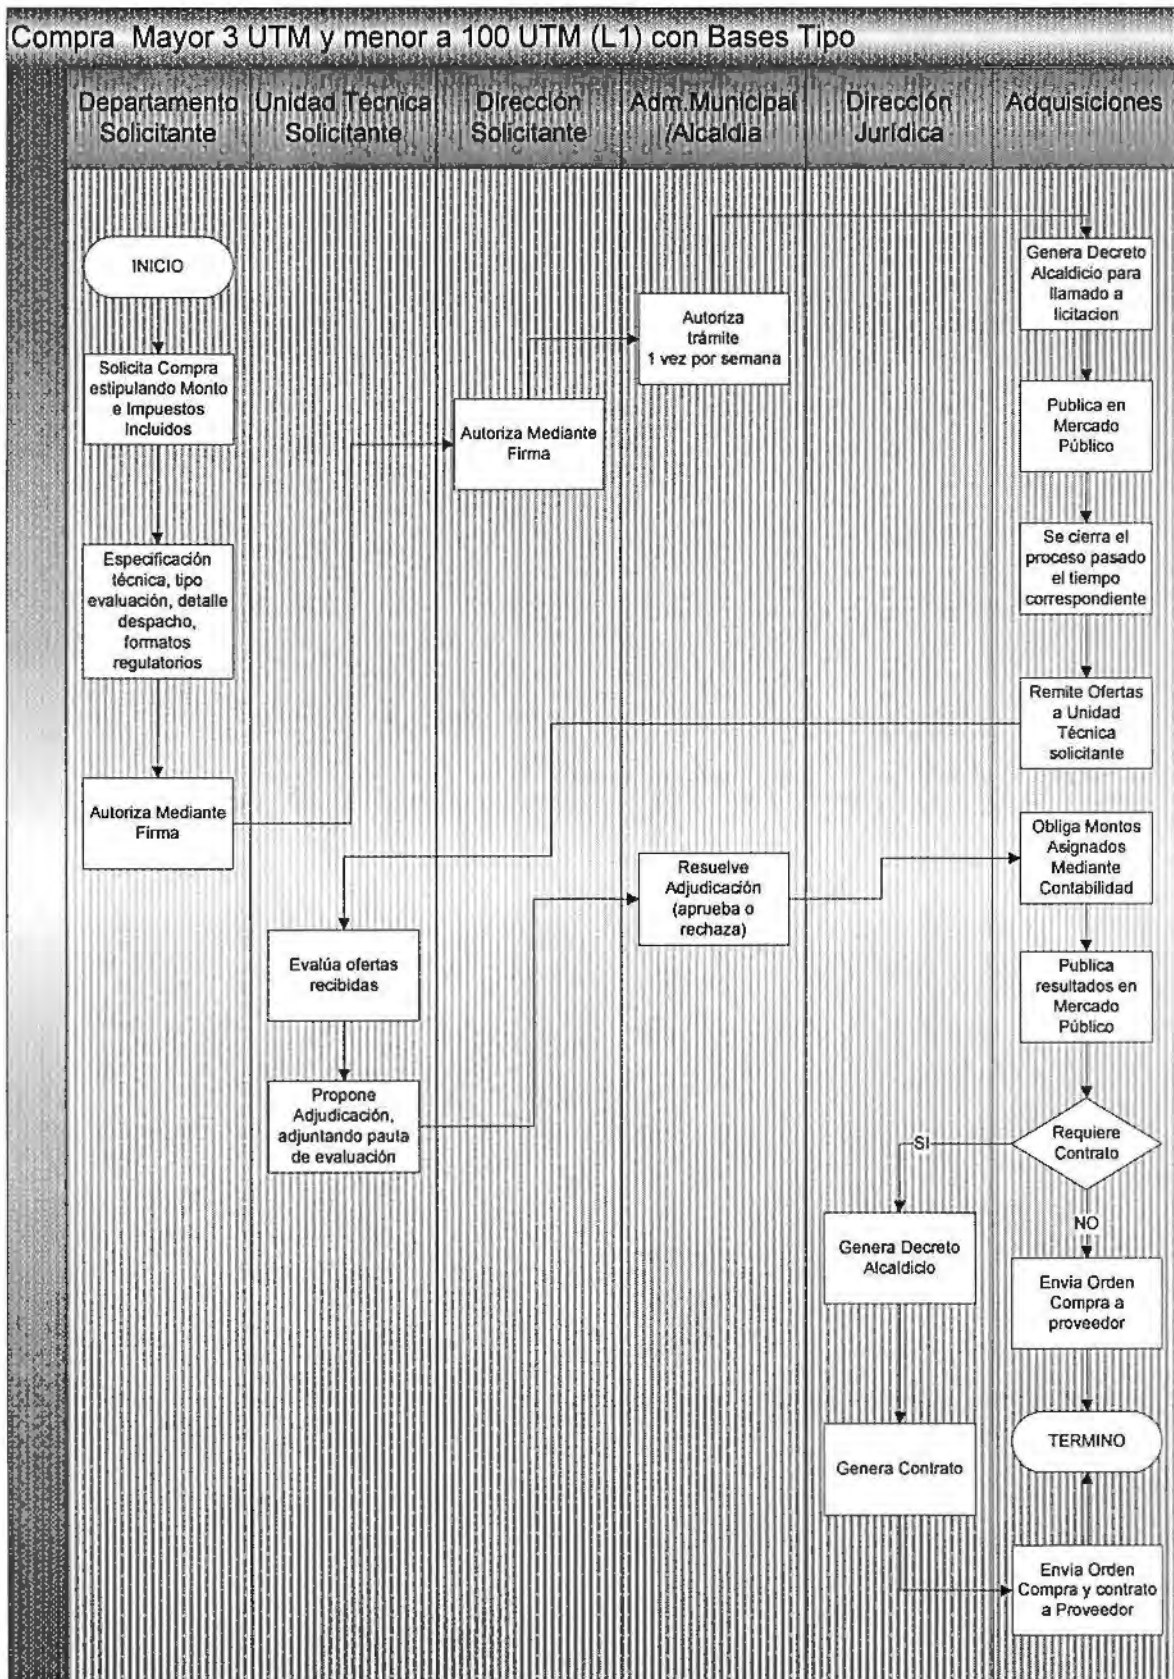 Compra Mayor 3 UTM y menor a 100 UTM (L1) con Bases Tipo
Departamento
Solicitante
Unidad Técnica
Solicitante
Dirección
Solicitante
Adm.Municipal
/Alcaldia
Dirección
Jurídica
Adquisiciones
INICIO
Solicita Compra
estipulando Monto
e Impuestos
Incluidos
Especificación
técnica, tipo
evaluación, detalle
despacho,
formatos
regulatorios
Autoriza Mediante
Firma
Autoriza Mediante
Firma
Autoriza
trámite
1 vez por semana
Genera Decreto
Alcaldicio para
llamado a
licitacion
Publica en
Mercado
Público
Se cierra el
proceso pasado
el tiempo
correspondiente
Remite Ofertas
a Unidad
Técnica
solicitante
Evalúa ofertas
recibidas
Propone
Adjudicación,
adjuntando pauta
de evaluación
Resuelve
Adjudicación
(aprueba o
rechaza)
Obliga Montos
Asignados
Mediante
Contabilidad
Publica
resultados en
Mercado
Público
Requiere
Contrato
SI
NO
Genera Decreto
Alcaldicio
Genera Contrato
Envia Orden
Compra a
proveedor
TERMINO
Envia Orden
Compra y contrato
a Proveedor